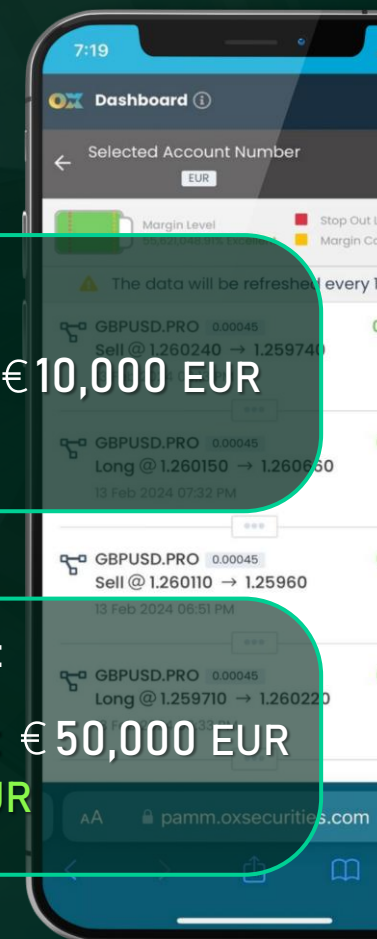 7:19
OX Dashboard
← Selected Account Number
EUR
Margin Level
Stop Out
Margin
The data will be refreshed every
GBPUSD.PRO 0.00045
Sell @ 1.260240 → 1.259740
€ 10,000 EUR
GBPUSD.PRO 0.00045
Long @ 1.260150 → 1.260660
13 Feb 2024 07:32 PM
GBPUSD.PRO 0.00045
Sell @ 1.260110 → 1.25960
13 Feb 2024 06:51 PM
GBPUSD.PRO 0.00045
Long @ 1.259710 → 1.260220
€ 50,000 EUR
AA pamm.oxsecurities.com